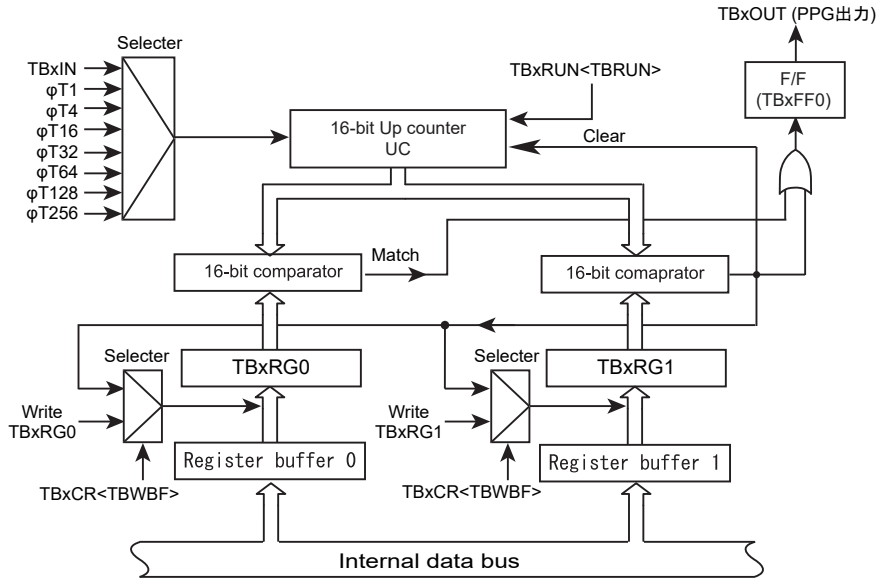 TBxOUT (PPG出力)
Selecter
TBxIN
φT1
φT4
φT16
φT32
φT64
φT128
φT256
TBxRUN<TBRUN>
F/F
(TBxFF0)
16-bit Up counter
UC
Clear
16-bit comparator
Match
16-bit comaprator
Selecter
TBxRG0
Selecter
TBxRG1
Write
TBxRG0
Write
TBxRG1
Register buffer 0
Register buffer 1
TBxCR<TBWBF>
TBxCR<TBWBF>
Internal data bus